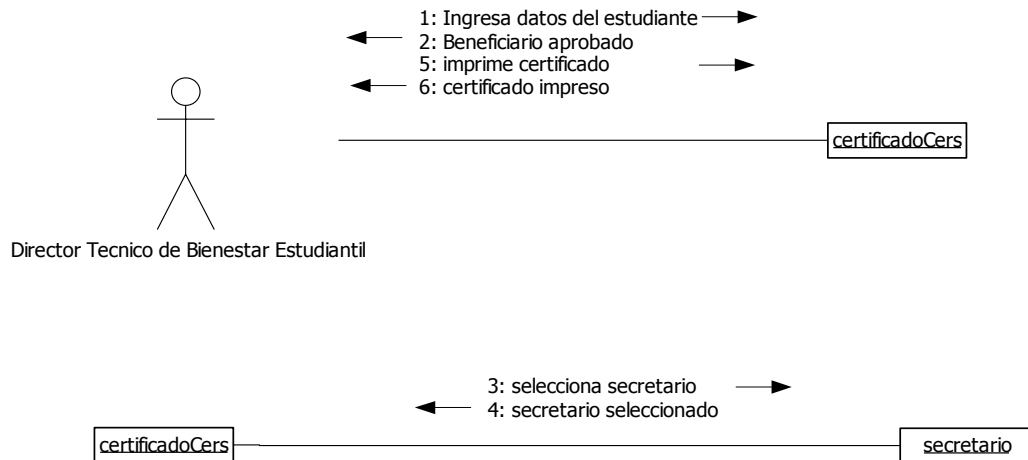 1: Ingresa datos del estudiante
2: Beneficiario aprobado
5: imprime certificado
6: certificado impreso
certificadoCers
Director Tecnico de Bienestar Estudiantil
3: selecciona secretario
4: secretario seleccionado
certificadoCers
secretario